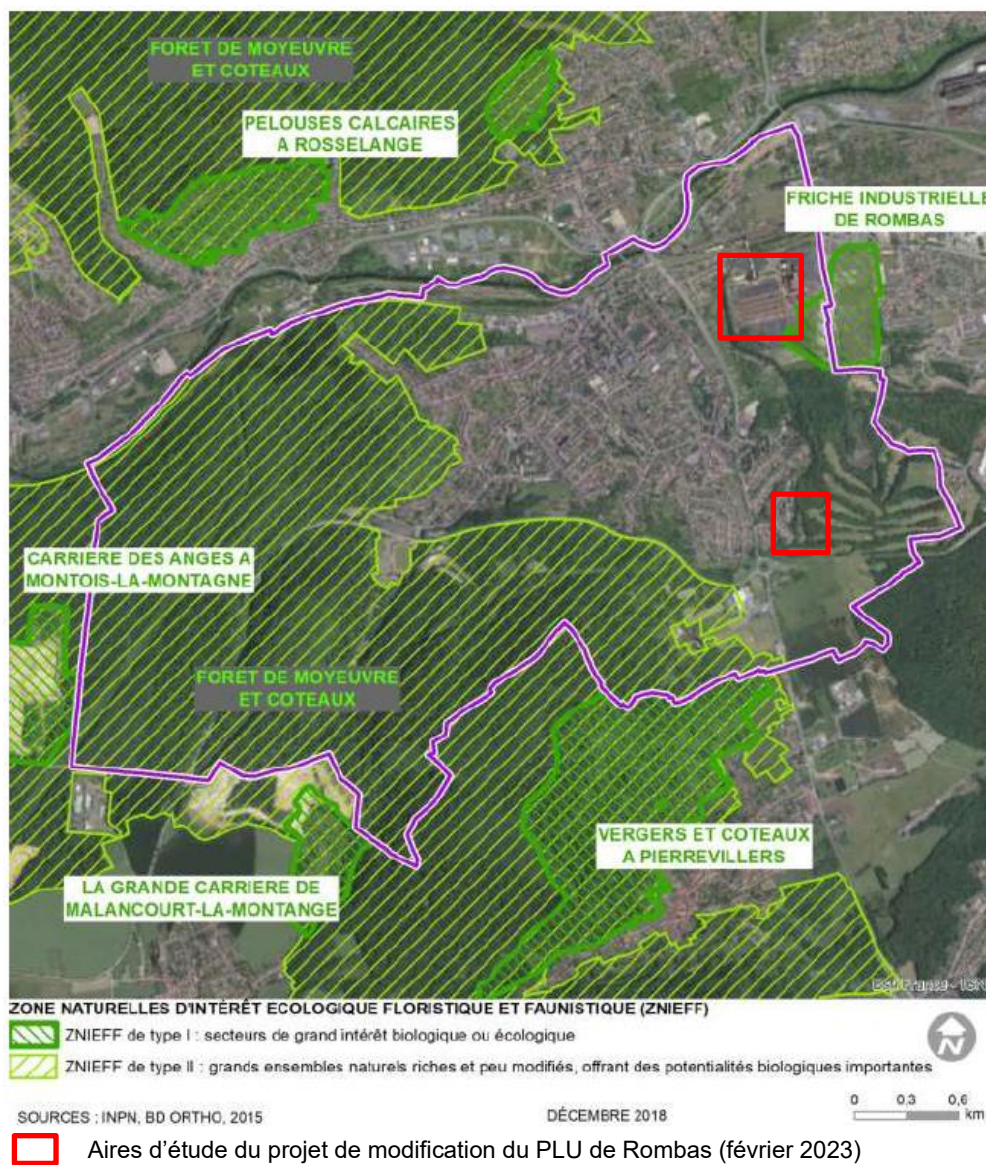 FORET DE MOYEUVRE
ET COTEAUX
PELOUSES CALCAIRES
A ROSSELANGE
FRICHE INDUSTRIELLE
DE ROMBAS
CARRIERE DES ANGES A
MONTOIS-LA-MONTAGNE
FORET DE MOYEUVRE
ET COTEAUX
VERGERS ET COTEAUX
A PIERREVILLERS
LA GRANDE CARRIERE DE
MALANCOURT-LA-MONTANGE
ZONE NATURELLES D'INTÉRÊT ECOLOGIQUE FLORISTIQUE ET FAUNISTIQUE (ZNIEFF)
ZNIEFF de type I : secteurs de grand intérêt biologique ou écologique
ZNIEFF de type II : grands ensembles naturels riches et peu modifiés, offrant des potentialités biologiques importantes
N
SOURCES : INPN, BD ORTHO, 2015
DÉCEMBRE 2018
0 0,3 0,6
km
Aires d'étude du projet de modification du PLU de Rombas (février 2023)